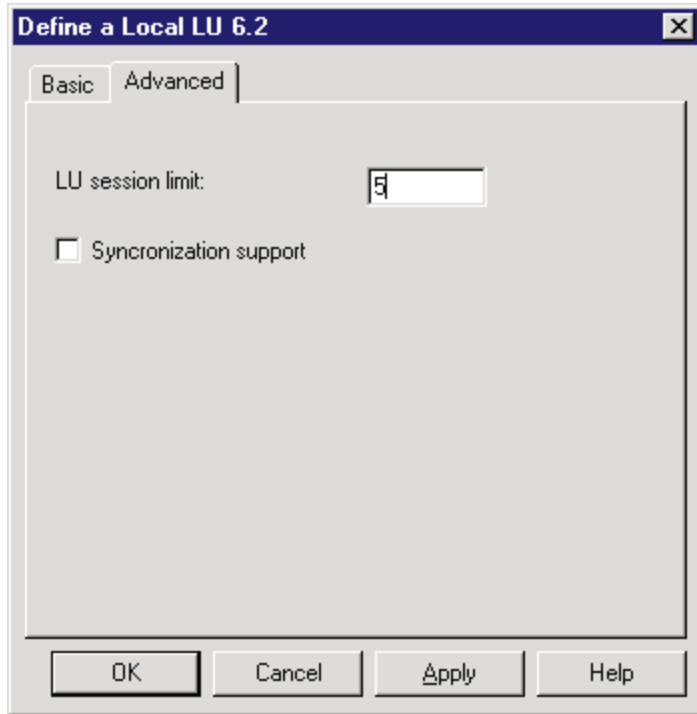 Define a Local LU 6.2
Basic Advanced
LU session limit: 5
Syncronization support
OK Cancel Apply Help